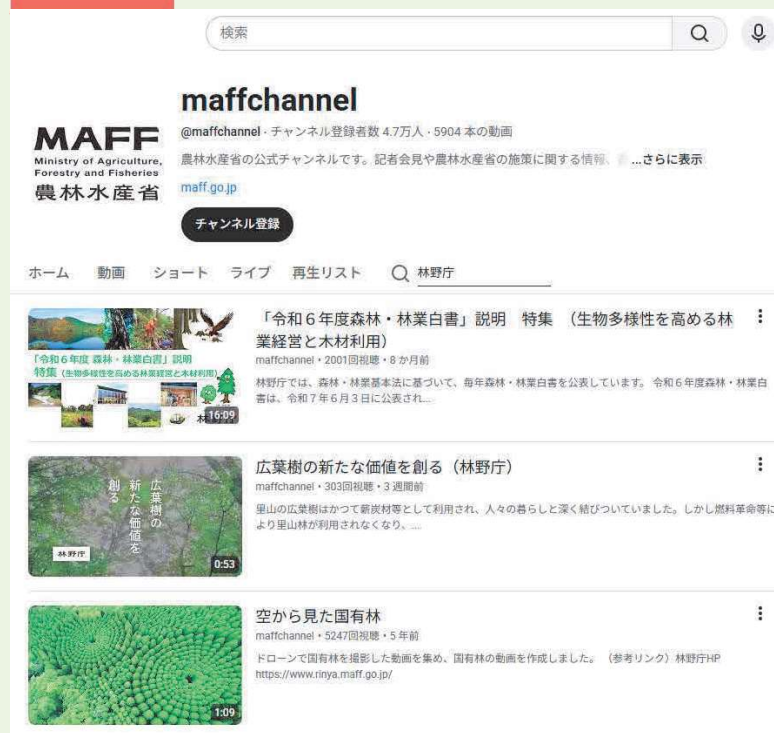 検索
maffchannel
@maffchannel・チャンネル登録者数 4.7万人・5904 本の動画
農林水産省の公式チャンネルです。記者会見や農林水産省の施策に関する情報、 ...さらに表示
maff.go.jp
チャンネル登録
MAFF
Ministry of Agriculture,
Forestry and Fisheries
農林水産省
ホーム 動画 ショート ライブ 再生リスト 林野庁
「令和6年度 森林・林業白書」説明
特集（生物多様性を高める林業経営と木材利用）
16:09
「令和６年度森林・林業白書」説明　特集　（生物多様性を高める林
業経営と木材利用）
maffchannel・2001回視聴・8 か月前
林野庁では、森林・林業基本法に基づいて、毎年森林・林業白書を公表しています。 令和６年度森林・林業白
書は、令和７年６月３日に公表され...
広葉樹の
新たな価値を
創る
林野庁
0:53
広葉樹の新たな価値を創る（林野庁）
maffchannel・303回視聴・3 週間前
里山の広葉樹はかつて薪炭材等として利用され、人々の暮らしと深く結びついていました。しかし燃料革命等に
より里山林が利用されなくなり、...
1:09
空から見た国有林
maffchannel・5247回視聴・5 年前
ドローンで国有林を撮影した動画を集め、国有林の動画を作成しました。 （参考リンク）林野庁HP
https://www.rinya.maff.go.jp/